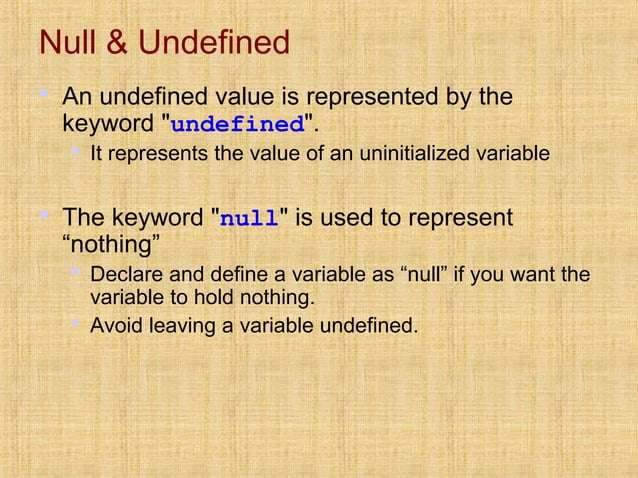 Null & Undefined
An undefined value is represented by the
keyword "undefined".
It represents the value of an uninitialized variable
The keyword "null" is used to represent
“nothing”
Declare and define a variable as “null” if you want the
variable to hold nothing.
Avoid leaving a variable undefined.